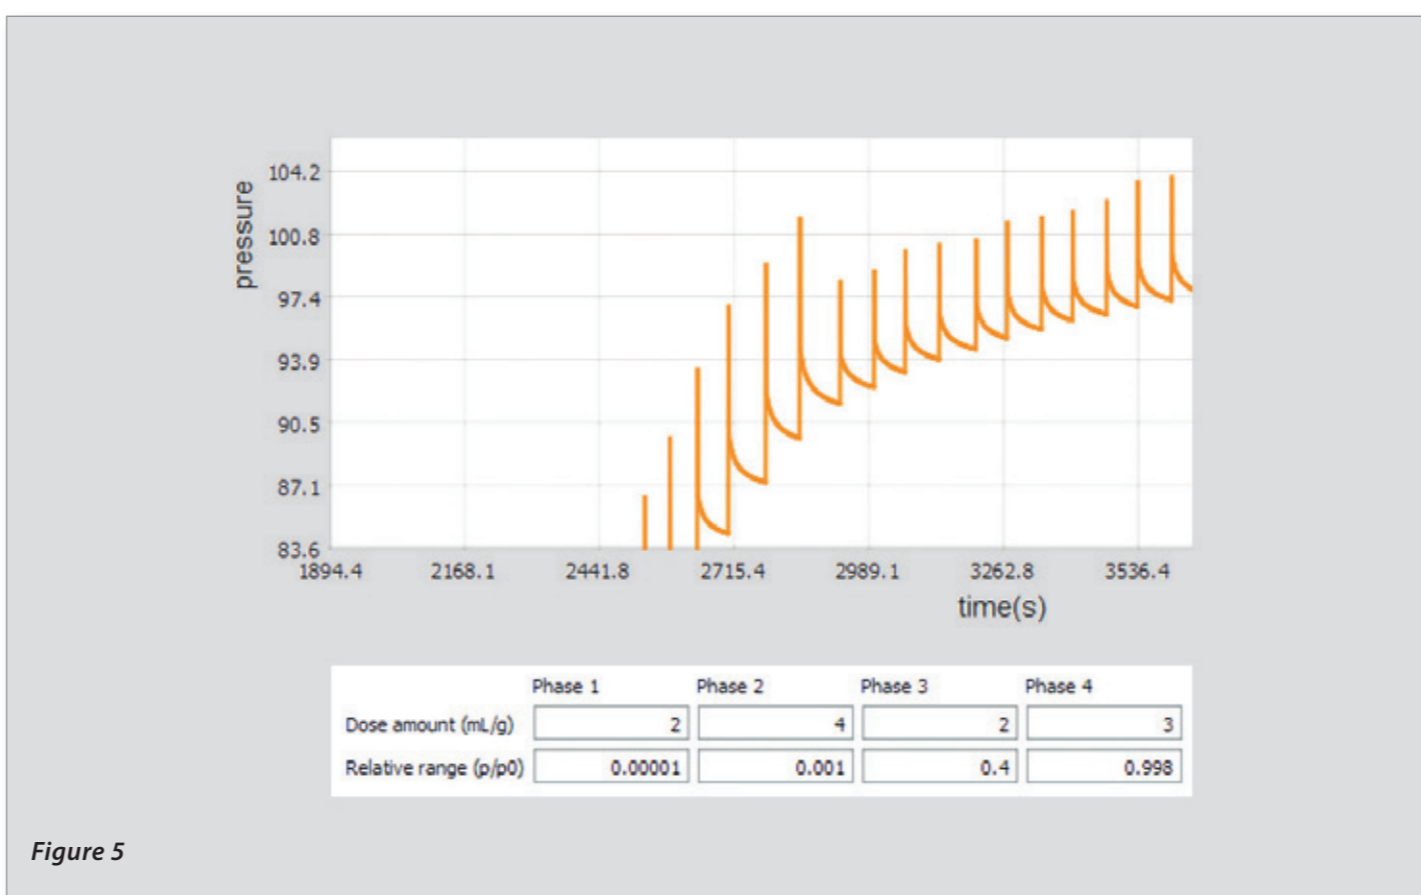 pressure
104.2
100.8
97.4
93.9
90.5
87.1
83.6
1894.4 2168.1 2441.8 2715.4 2989.1 3262.8 3536.4
time(s)
Phase 1 Phase 2 Phase 3 Phase 4
Dose amount (mL/g) 2 4 2 3
Relative range (p/p0) 0.00001 0.001 0.4 0.998
Figure 5